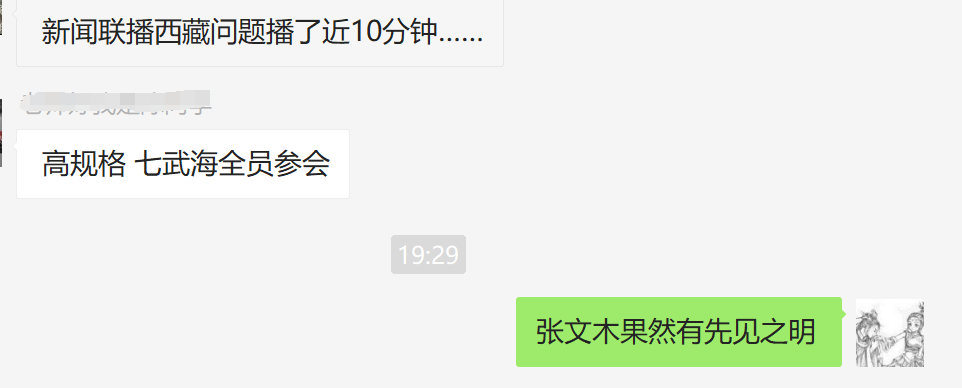 新闻联播西藏问题播了近10分钟......
高规格 七武海全员参会
19:29
张文木果然有先见之明